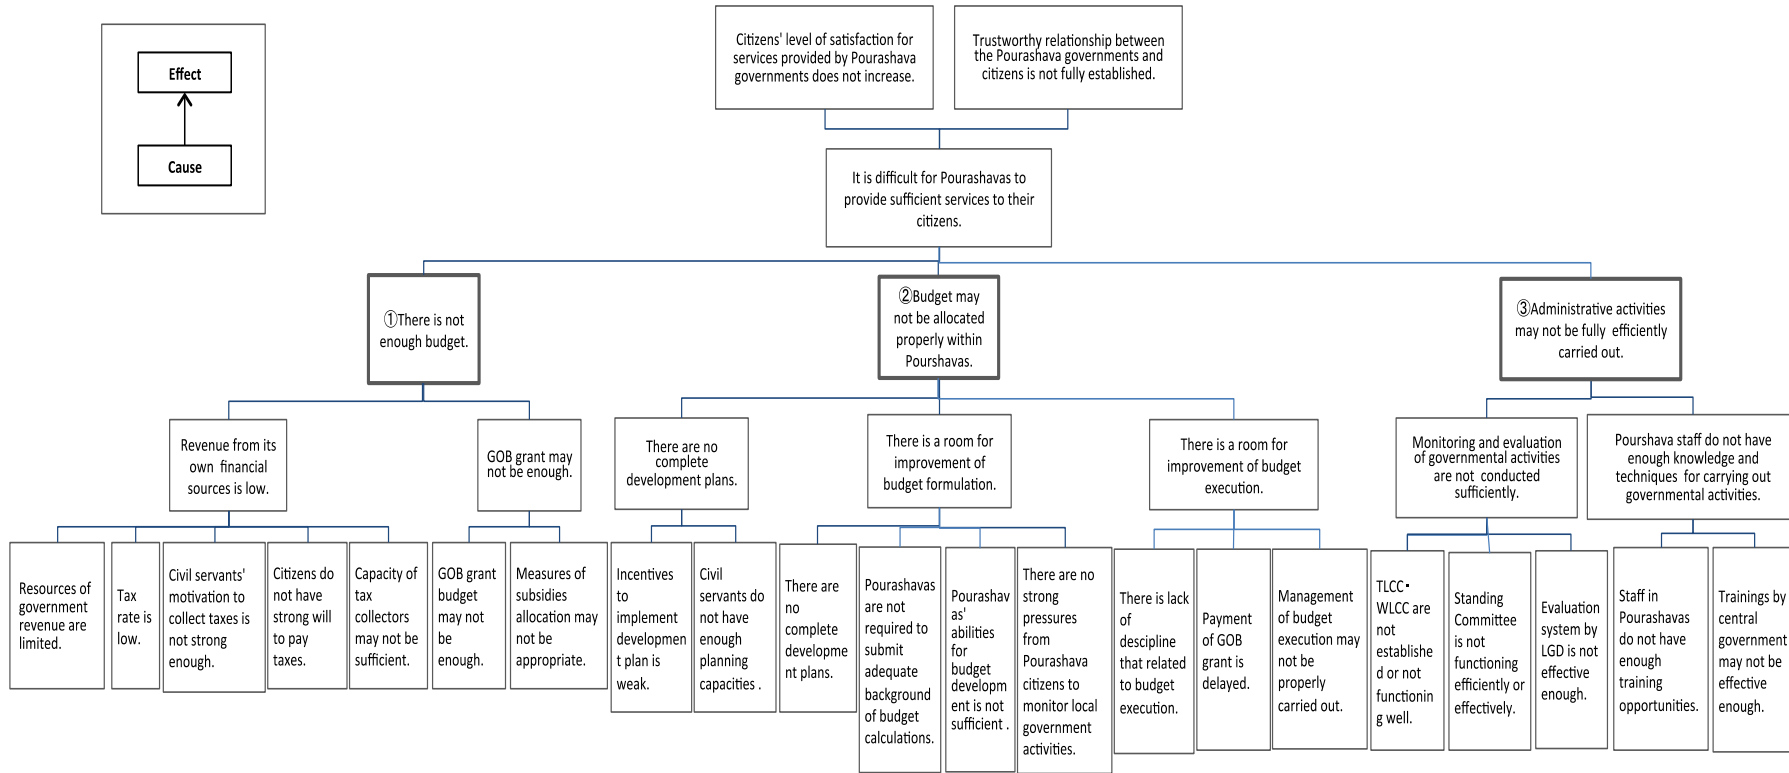 Effect
Cause
Citizens' level of satisfaction for
services provided by Pourashava
governments does not increase.
Trustworthy relationship between
the Pourashava governments and
citizens is not fully established.
It is difficult for Pourashavas to
provide sufficient services to their
citizens.
①There is not
enough budget.
②Budget may
not be allocated
properly within
Pourshavas.
③Administrative activities
may not be fully efficiently
carried out.
Revenue from its
own financial
sources is low.
GOB grant may
not be enough.
There are no
complete
development plans.
There is a room for
improvement of
budget formulation.
There is a room for
improvement of budget
execution.
Monitoring and evaluation
of governmental activities
are not conducted
sufficiently.
Pourshava staff do not have
enough knowledge and
techniques for carrying out
governmental activities.
Resources of
government
revenue are
limited.
Tax
rate is
low.
Civil servants'
motivation to
collect taxes is
not strong
enough.
Citizens do
not have
strong will
to pay
taxes.
Capacity of
tax
collectors
may not be
sufficient.
GOB grant
budget
may not
be
enough.
Measures of
subsidies
allocation may
not be
appropriate.
Incentives
to
implement
developmen
t plan is
weak.
Civil
servants do
not have
enough
planning
capacities .
There are
no
complete
developme
nt plans.
Pourashavas
are not
required to
submit
adequate
background
of budget
calculations.
Pourashav
as'
abilities
for
budget
developm
ent is not
sufficient .
There are no
strong
pressures
from
Pourashava
citizens to
monitor local
government
activities.
There is lack
of
descipline
that related
to budget
execution.
Payment
of GOB
grant is
delayed.
Management
of budget
execution may
not be
properly
carried out.
TLCC・
WLCC are
not
establishe
d or not
functionin
g well.
Standing
Committee
is not
functioning
efficiently or
effectively.
Evaluation
system by
LGD is not
effective
enough.
Staff in
Pourashavas
do not have
enough
training
opportunities.
Trainings by
central
government
may not be
effective
enough.